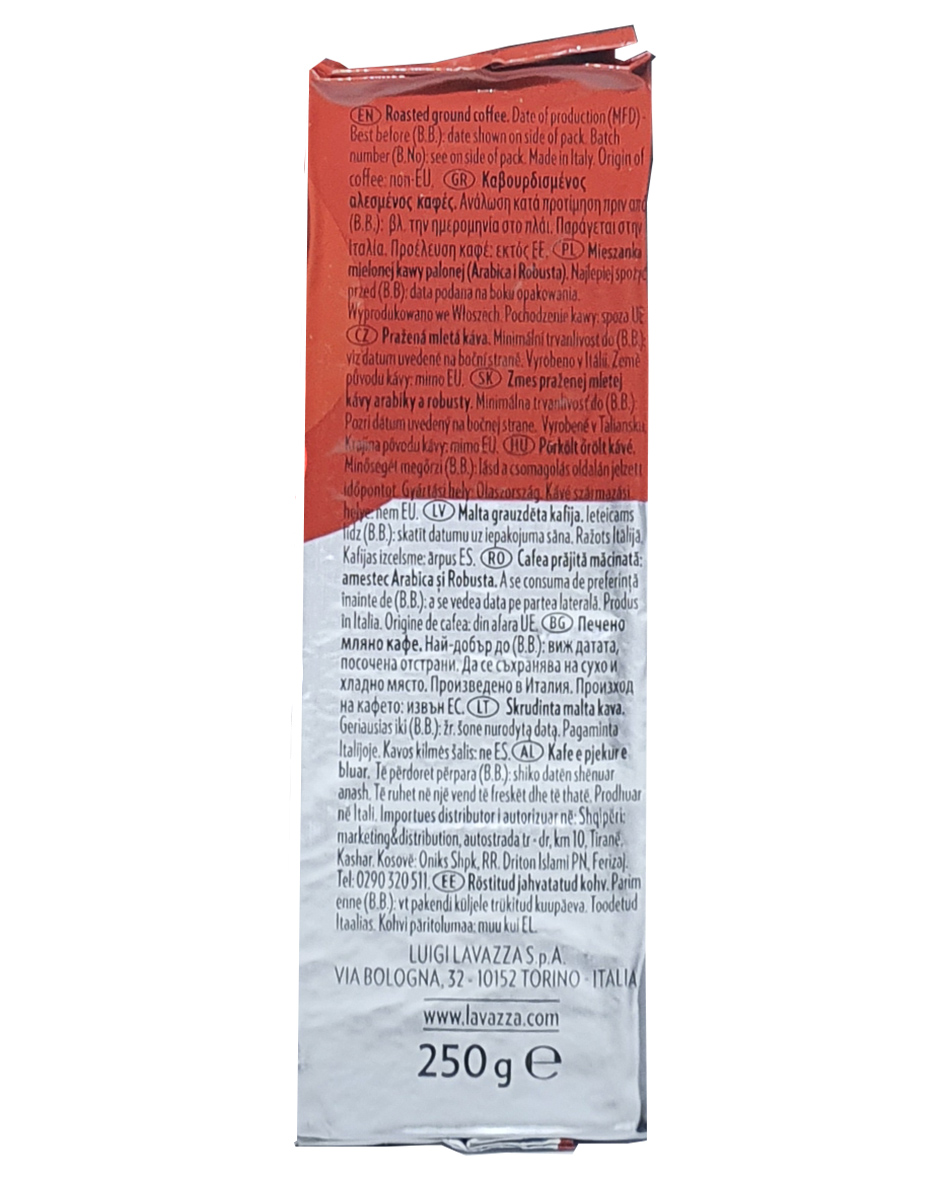 EN Roasted ground coffee. Date of production (MFD) -
Best before (B.B.): date shown on side of pack. Batch
number (B.No): see on side of pack. Made in Italy. Origin of
coffee: non-EU. GR Καβουρδισμένος
αλεσμένος καφές. Ανάλωση κατά προτίμηση πριν από
(B.B.): βλ. την ημερομηνία στο πλάι. Παράγεται στην
Ιταλία. Προέλευση καφέ: εκτός ΕΕ. PL Mieszanka
mielonej kawy palonej (Arabica i Robusta). Najlepiej spożyć
przed (B.B): data podana na boku opakowania.
Wyprodukowano we Włoszech. Pochodzenie kawy: spoza UE
CZ Pražená mletá káva. Minimální trvanlivost do (B.B.):
viz datum uvedené na boční straně. Vyrobeno v Itálii. Země
původu kávy: mimo EU. SK Zmes praženej mletej
kávy arabiky a robusty. Minimálna trvanlivosť do (B.B.)
Pozri dátum uvedený na bočnej strane. Vyrobené v Taliansku.
Krajina pôvodu kávy: mimo EU. HU Pörkölt őrölt kávé.
Minőségét megőrzi (B.B.): lásd a csomagolás oldalán jelzett
időpontot. Gyártási hely: Olaszország. Kávé származási
helye: nem EU. LV Malta grauzdēta kafija. Ieteicams
līdz (B.B.): skatīt datumu uz iepakojuma sāna. Ražots Itālijā.
Kafijas izcelsme: ārpus ES. RO Cafea prăjită măcinată:
amestec Arabica și Robusta. A se consuma de preferință
înainte de (B.B.): a se vedea data pe partea laterală. Produs
în Italia. Origine de cafea: din afara UE. BG Печено
мляно кафе. Най-добър до (B.B.): виж датата,
посочена отстрани. Да се съхранява на сухо и
хладно място. Произведено в Италия. Произход
на кафето: извън ЕС. LT Skrudinta malta kava.
Geriausias iki (B.B.): žr. šone nurodytą datą. Pagaminta
Italijoje. Kavos kilmės šalis: ne ES. AL Kafe e pjekur e
bluar. Të përdoret përpara (B.B.): shiko datën shënuar
anash. Të ruhet në një vend të freskët dhe të thatë. Prodhuar
në Itali. Importues distributor i autorizuar në: Shqipëri:
marketing&distribution, autostrada tr - dr, km 10, Tiranë,
Kashar. Kosovë: Oniks Shpk, RR. Driton Islami PN, Ferizaj.
Tel: 0290 320 511. EE Röstitud jahvatatud kohv. Parim
enne (B.B.): vt pakendi küljele trükitud kuupäeva. Toodetud
Itaalias. Kohvi päritolumaa: muu kui EL.
LUIGI LAVAZZA S.p.A.
VIA BOLOGNA, 32 - 10152 TORINO - ITALIA
www.lavazza.com
250 g ℮